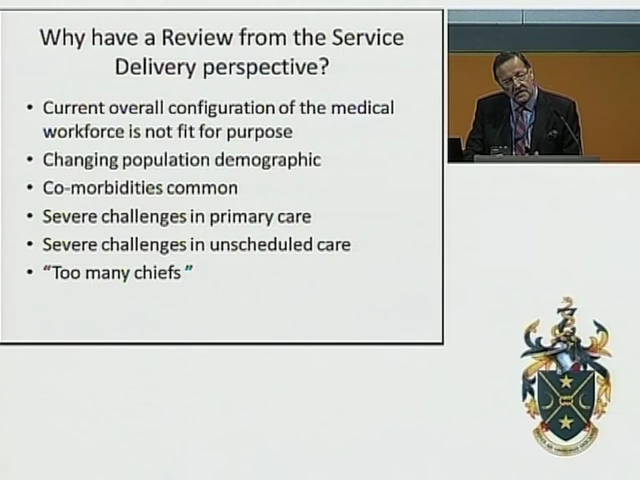 Why have a Review from the Service
Delivery perspective?
• Current overall configuration of the medical
workforce is not fit for purpose
• Changing population demographic
• Co-morbidities common
• Severe challenges in primary care
• Severe challenges in unscheduled care
• “Too many chiefs ”